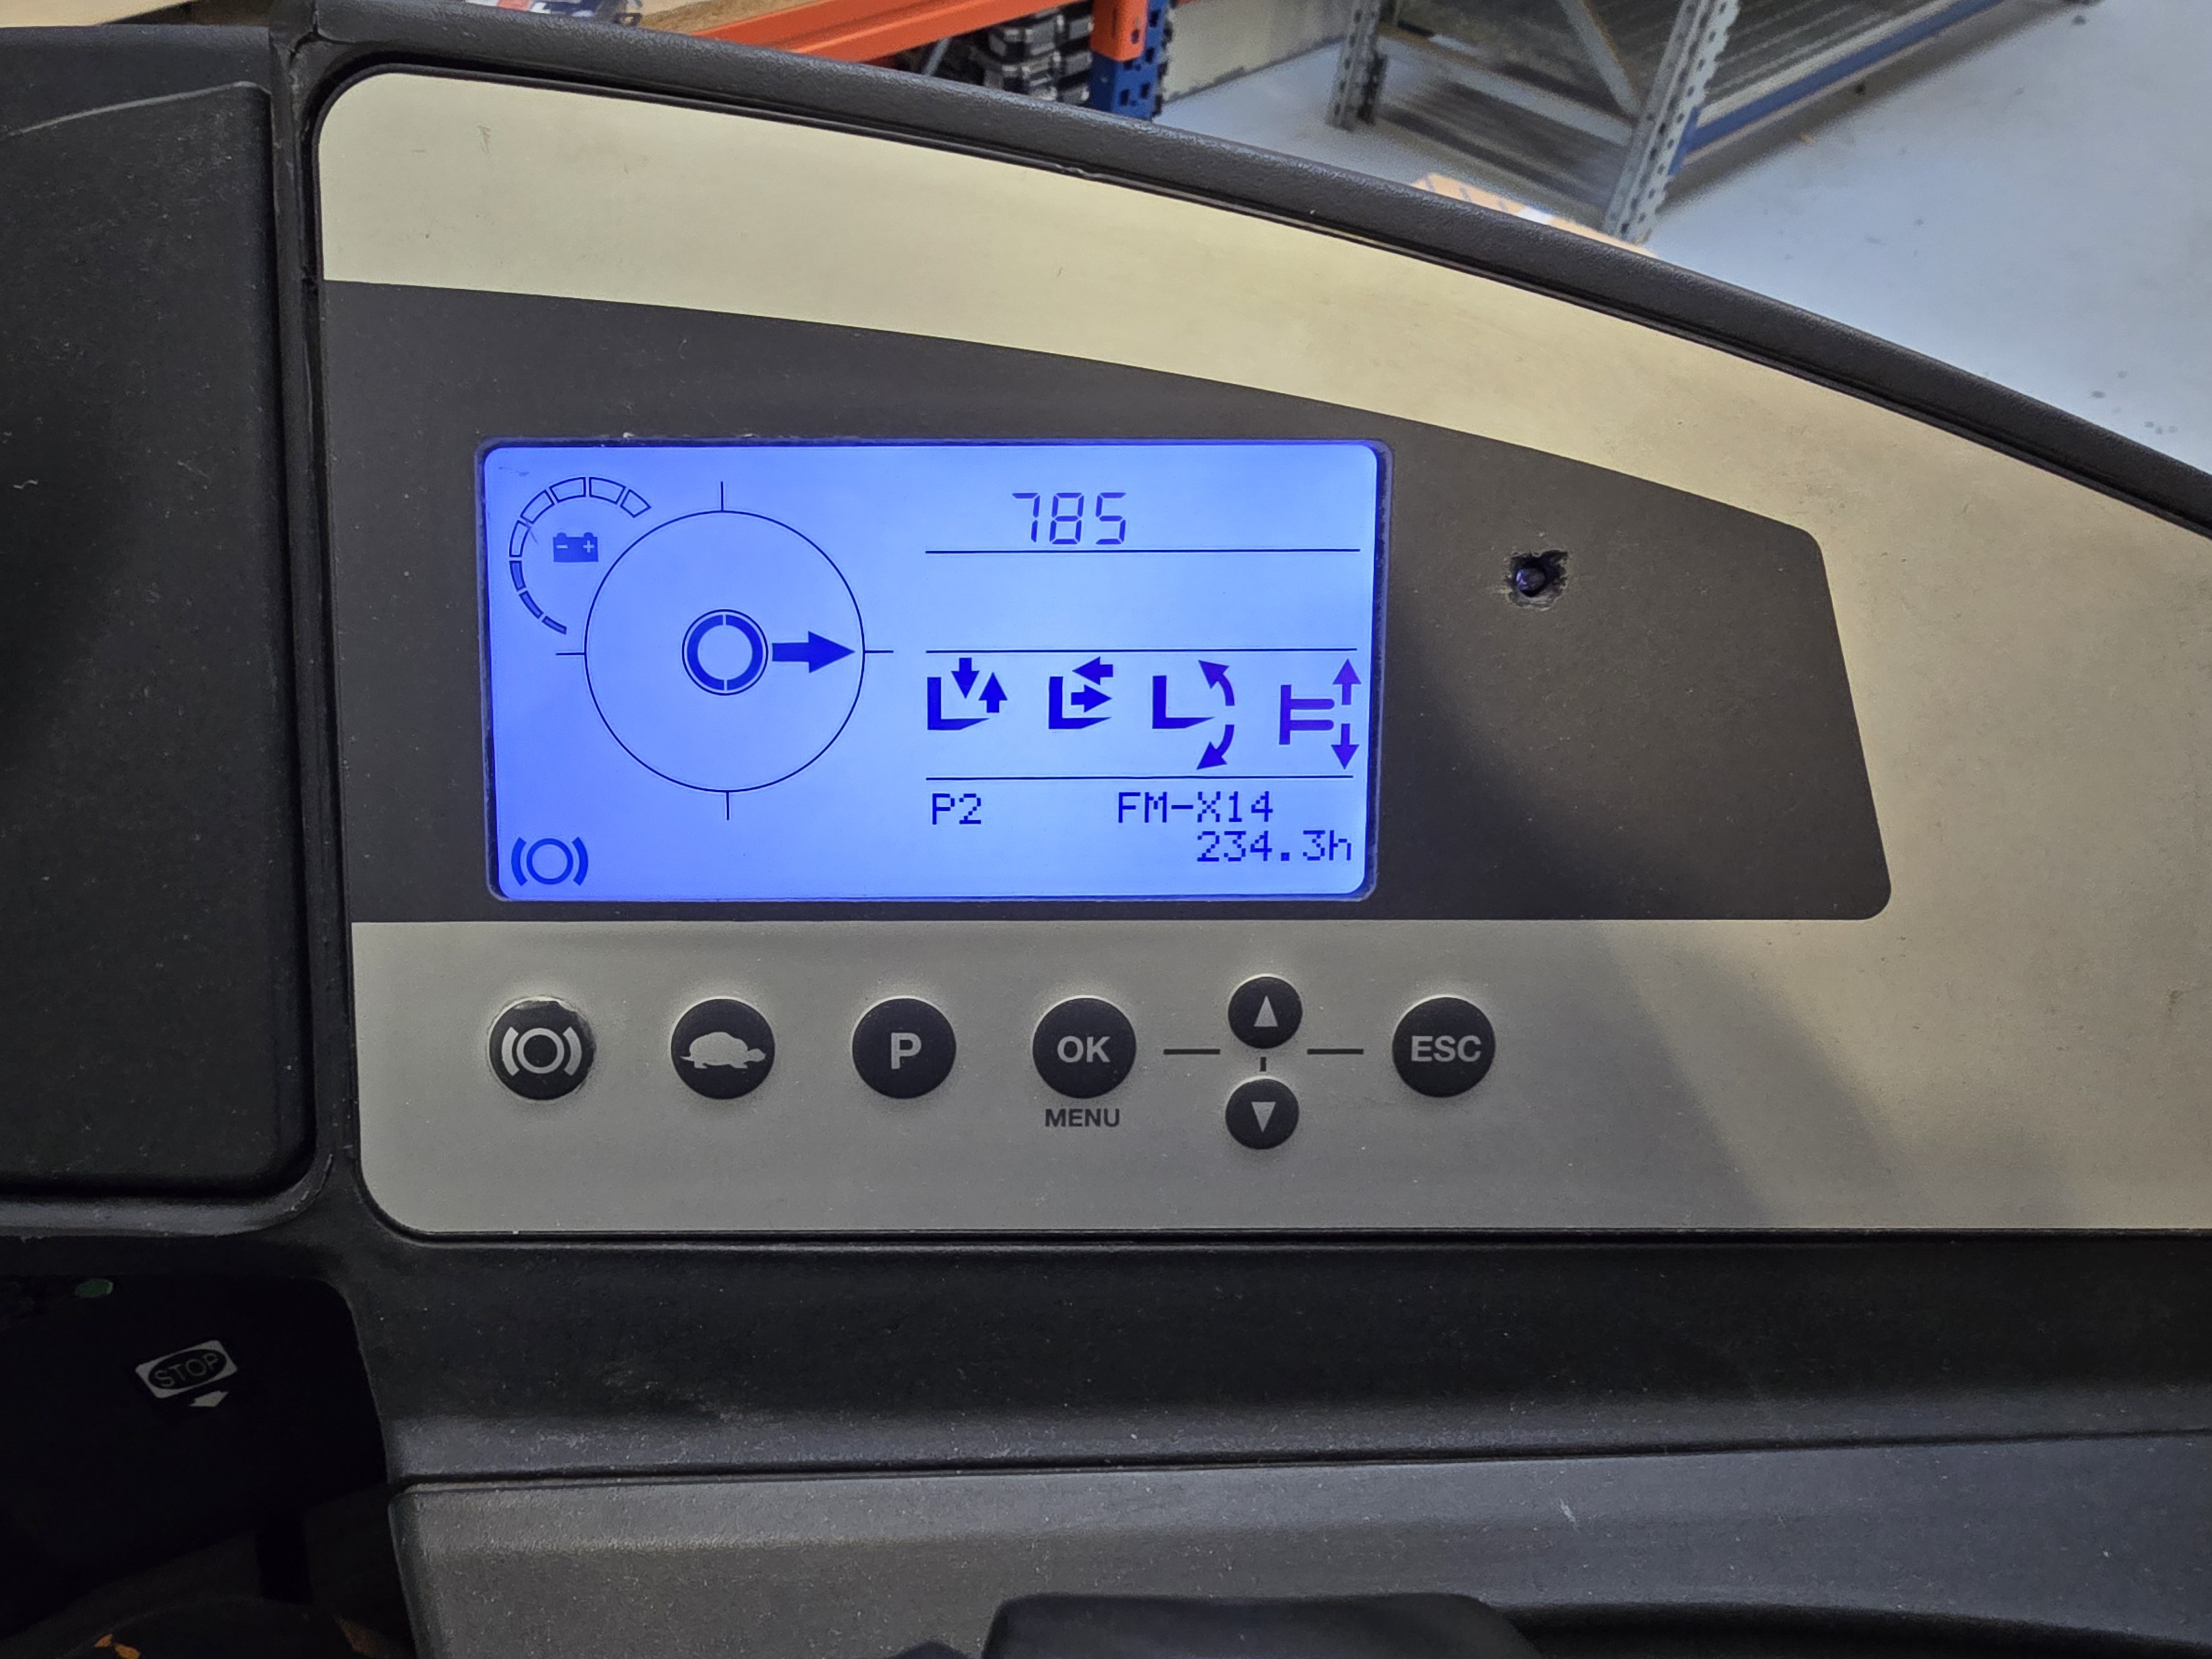 785
P2 FM-X14
234.3h
P OK ESC
MENU
STOP